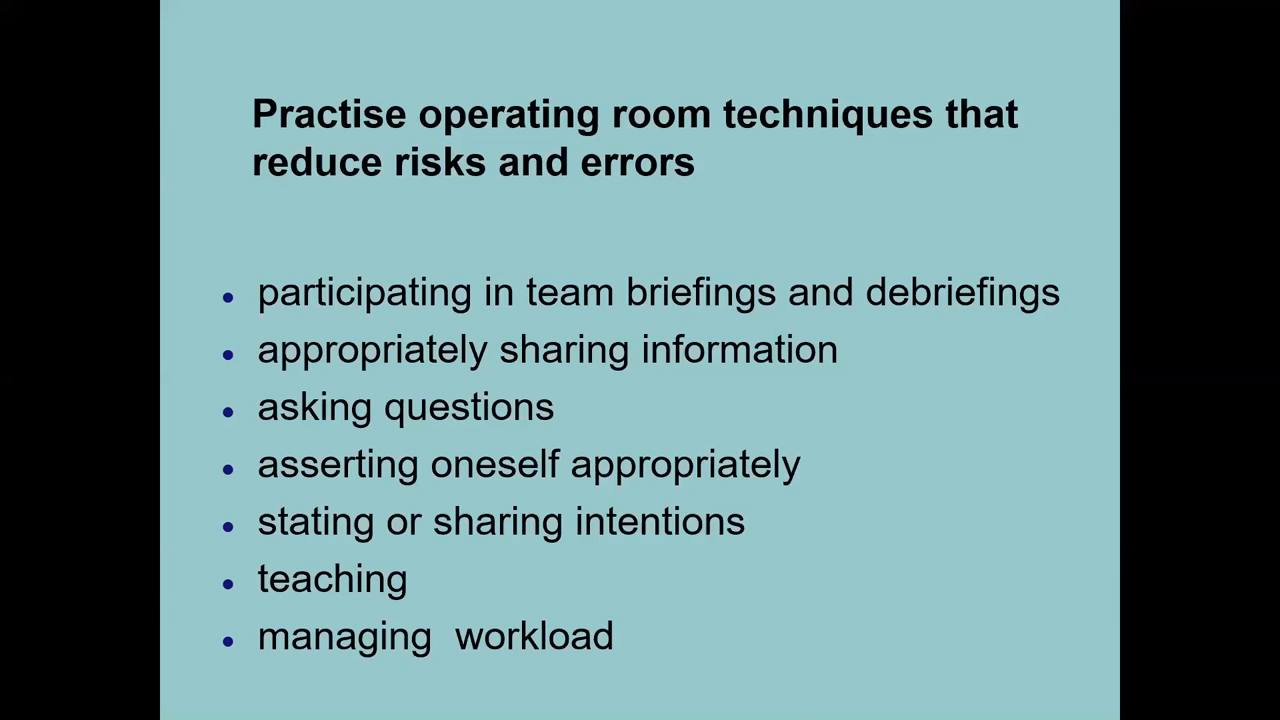 Practise operating room techniques that
reduce risks and errors
• participating in team briefings and debriefings
• appropriately sharing information
• asking questions
• asserting oneself appropriately
• stating or sharing intentions
• teaching
• managing  workload